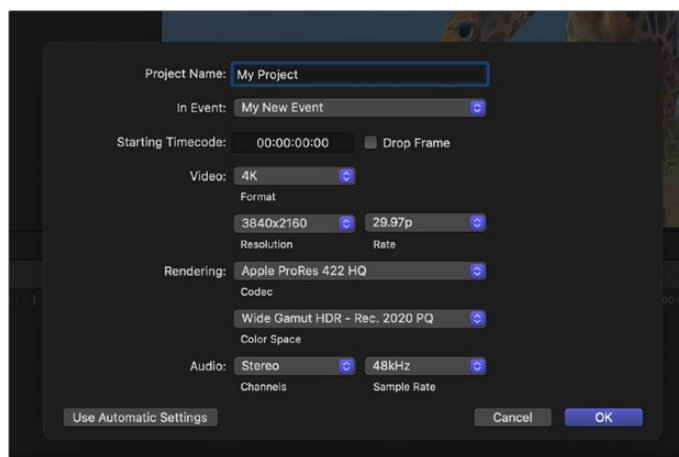 Project Name: My Project
In Event: My New Event
Starting Timecode: 00:00:00:00 Drop Frame
Video: 4K
Format
3840x2160 29.97p
Resolution Rate
Rendering: Apple ProRes 422 HQ
Codec
Wide Gamut HDR - Rec. 2020 PQ
Color Space
Audio: Stereo 48kHz
Channels Sample Rate
Use Automatic Settings Cancel OK